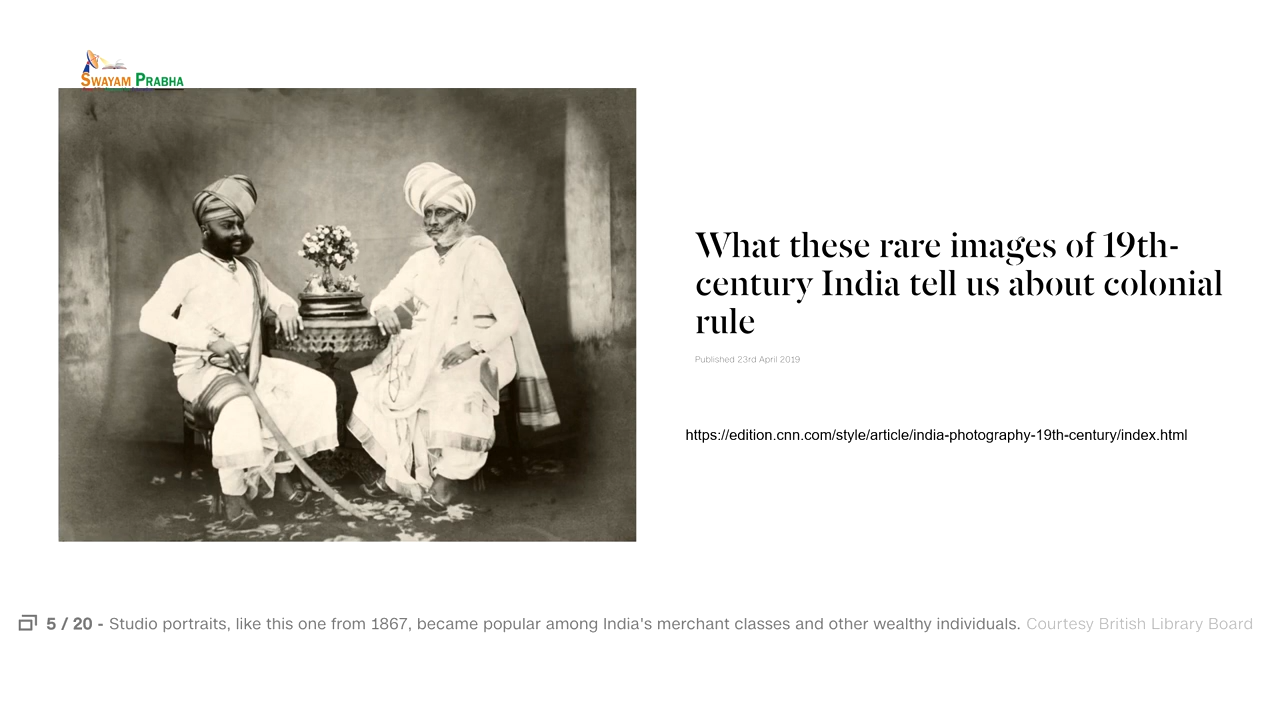 SWAYAM PRABHA
What these rare images of 19th-
century India tell us about colonial
rule
Published 23rd April 2019
https://edition.cnn.com/style/article/india-photography-19th-century/index.html
5 / 20 - Studio portraits, like this one from 1867, became popular among India's merchant classes and other wealthy individuals. Courtesy British Library Board